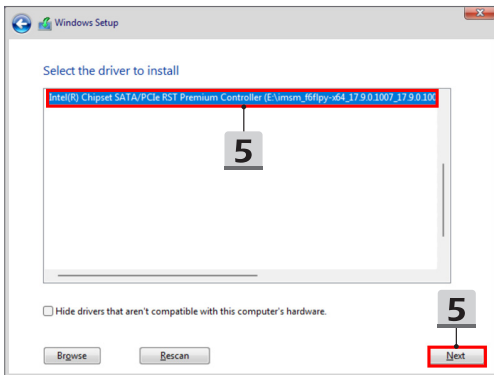 Windows Setup
Select the driver to install
Intel(R) Chipset SATA/PCIe RST Premium Controller (E:\imsm_f6flpy-x64_17.9.0.1007_17.9.0.100
5
Hide drivers that aren't compatible with this computer's hardware.
5
Browse
Rescan
Next